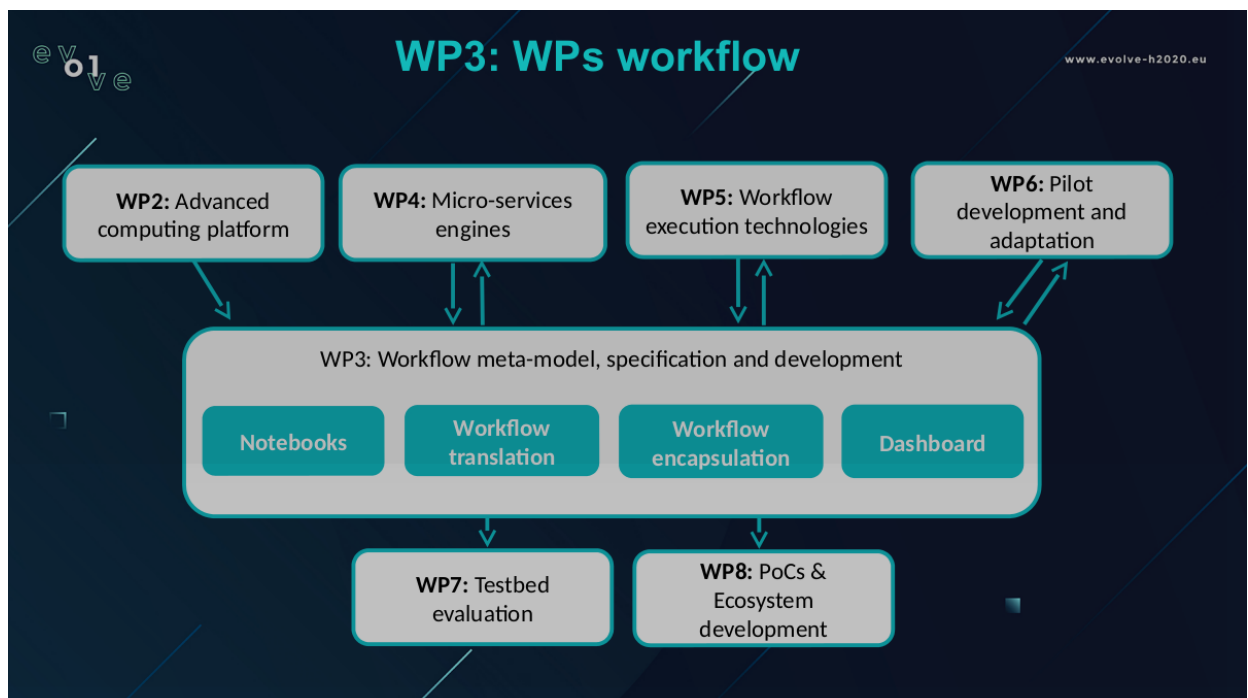 WP3: WPs workflow
evolve
www.evolve-h2020.eu
WP2: Advanced
computing platform
WP4: Micro-services
engines
WP5: Workflow
execution technologies
WP6: Pilot
development and
adaptation
WP3: Workflow meta-model, specification and development
Notebooks
Workflow
translation
Workflow
encapsulation
Dashboard
WP7: Testbed
evaluation
WP8: PoCs &
Ecosystem
development